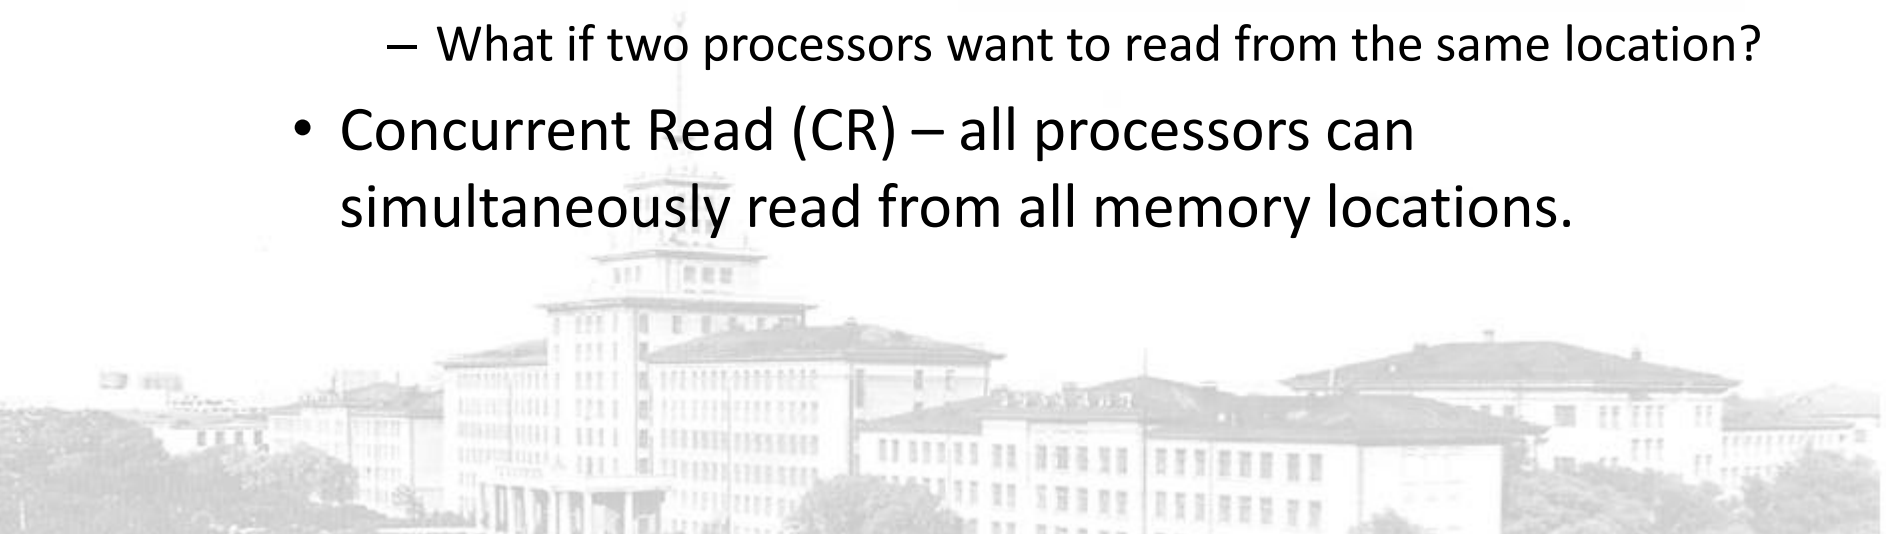 – What if two processors want to read from the same location?
• Concurrent Read (CR) – all processors can
simultaneously read from all memory locations.